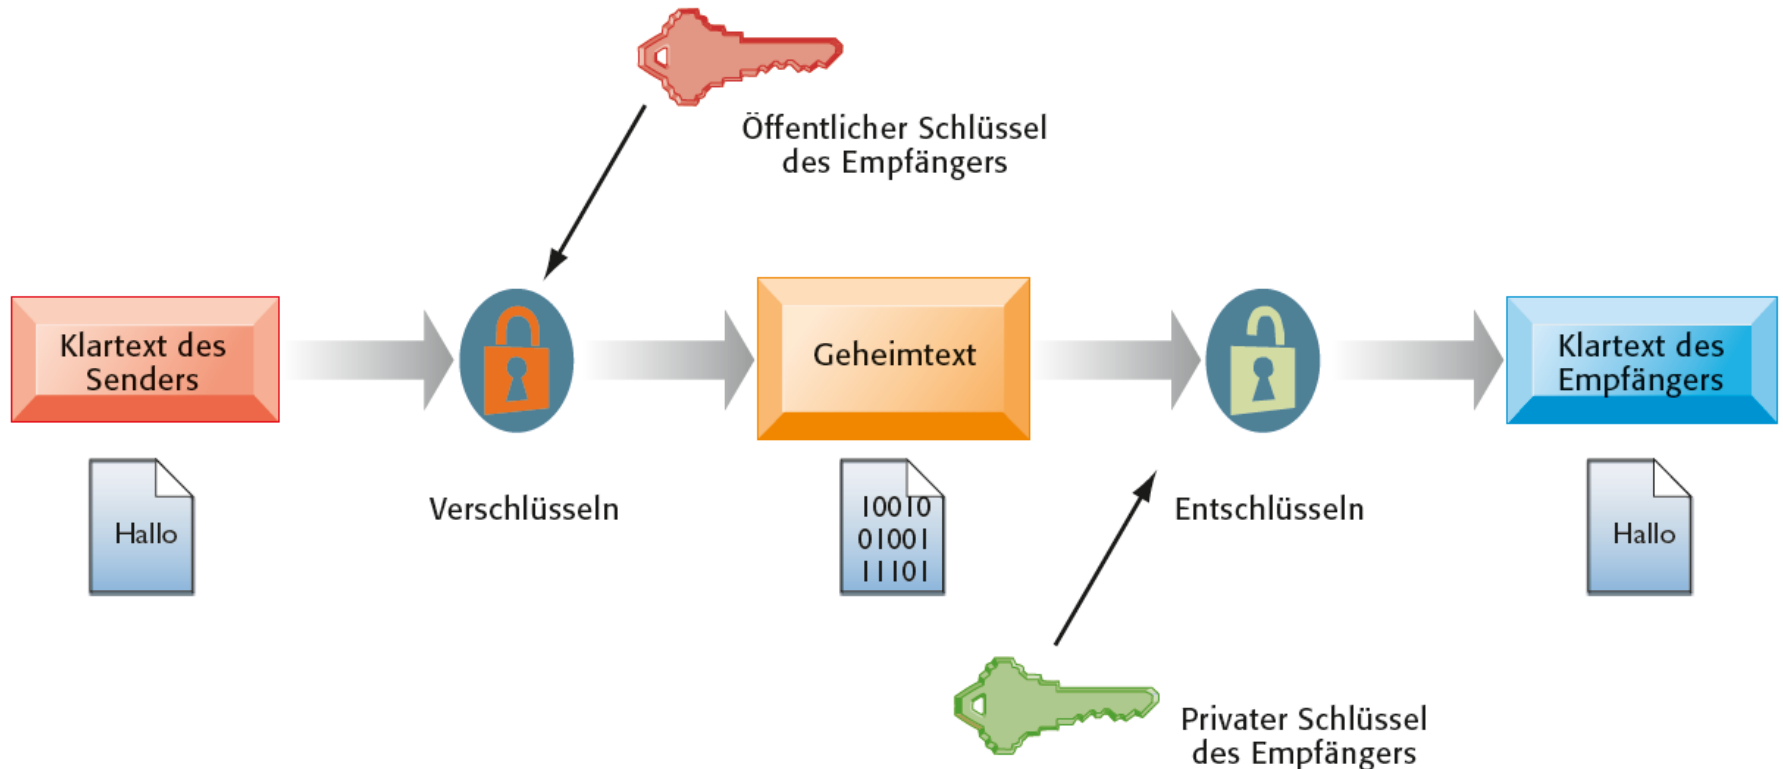 Öffentlicher Schlüssel
des Empfängers
Klartext des
Senders
Geheimtext
Klartext des
Empfängers
Hallo
Verschlüsseln
10010
01001
11101
Entschlüsseln
Hallo
Privater Schlüssel
des Empfängers